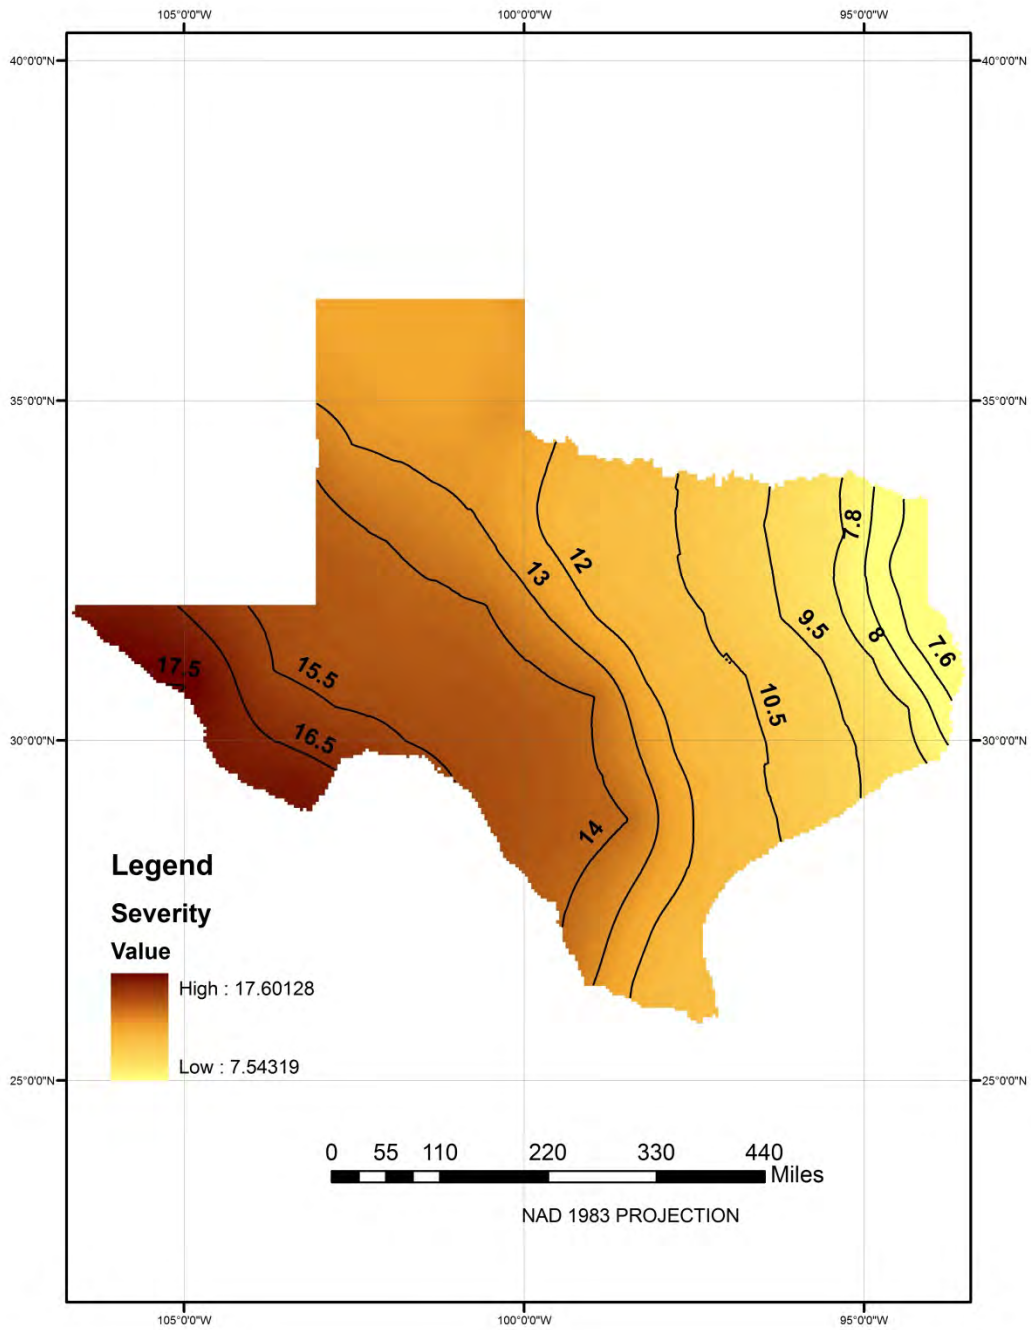 105°0'0"W 100°0'0"W 95°0'0"W
40°0'0"N 40°0'0"N
35°0'0"N 35°0'0"N
8.7
7
12
13
9.5
8
7.6
17.5
15.5
10.5
16.5
30°0'0"N 30°0'0"N
14
Legend
Severity
Value
High : 17.60128
Low : 7.54319
25°0'0"N 25°0'0"N
0 55 110 220 330 440
Miles
NAD 1983 PROJECTION
105°0'0"W 100°0'0"W 95°0'0"W